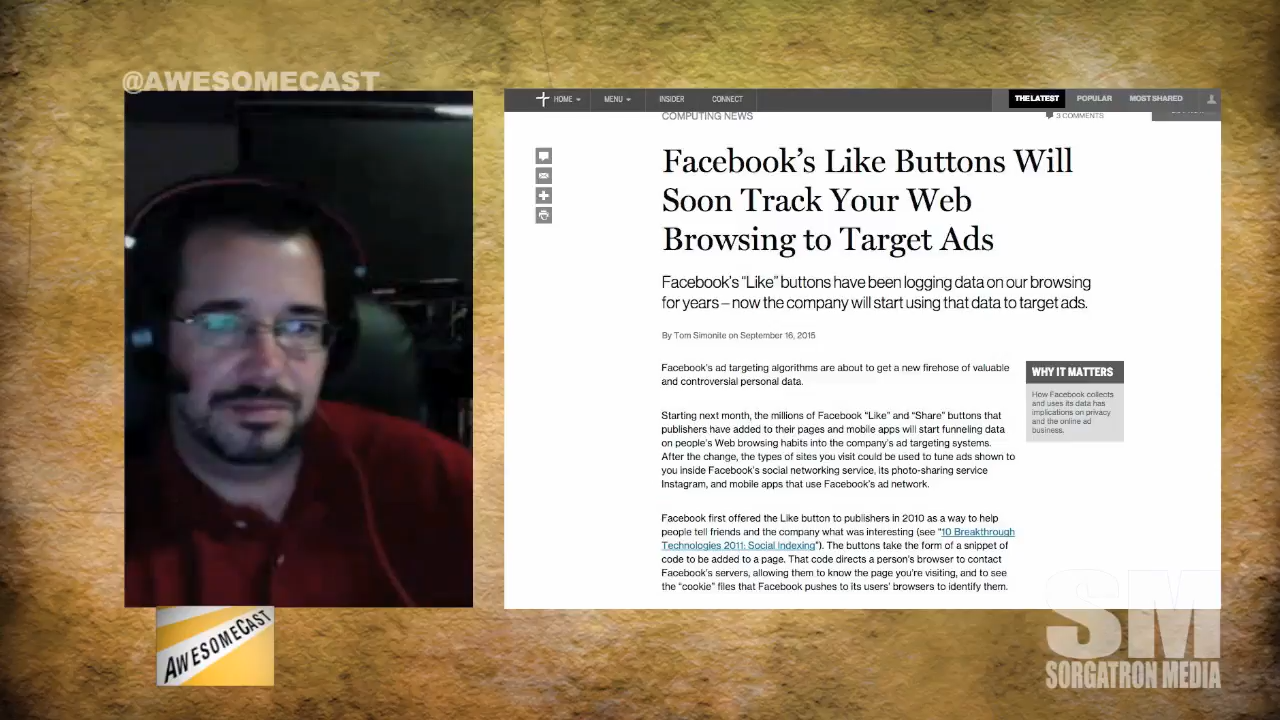 @AWESOMECAST
HOME
MENU
INSIDER
CONNECT
THE LATEST
POPULAR
MOST SHARED
COMPUTING NEWS
3 COMMENTS
Facebook’s Like Buttons Will
Soon Track Your Web
Browsing to Target Ads
Facebook’s “Like” buttons have been logging data on our browsing
for years – now the company will start using that data to target ads.
By Tom Simonite on September 16, 2015
Facebook’s ad targeting algorithms are about to get a new firehose of valuable
and controversial personal data.
Starting next month, the millions of Facebook “Like” and “Share” buttons that
publishers have added to their pages and mobile apps will start funneling data
on people’s Web browsing habits into the company’s ad targeting systems.
After the change, the types of sites you visit could be used to tune ads shown to
you inside Facebook’s social networking service, its photo-sharing service
Instagram, and mobile apps that use Facebook’s ad network.
Facebook first offered the Like button to publishers in 2010 as a way to help
people tell friends and the company what was interesting (see “10 Breakthrough
Technologies 2011: Social Indexing”). The buttons take the form of a snippet of
code to be added to a page. That code directs a person’s browser to contact
Facebook’s servers, allowing them to know the page you’re visiting, and to see
the “cookie” files that Facebook pushes to its users’ browsers to identify them.
WHY IT MATTERS
How Facebook collects
and uses its data has
implications on privacy
and the online ad
business.
AWESOMECAST
SM
SORGATRON MEDIA